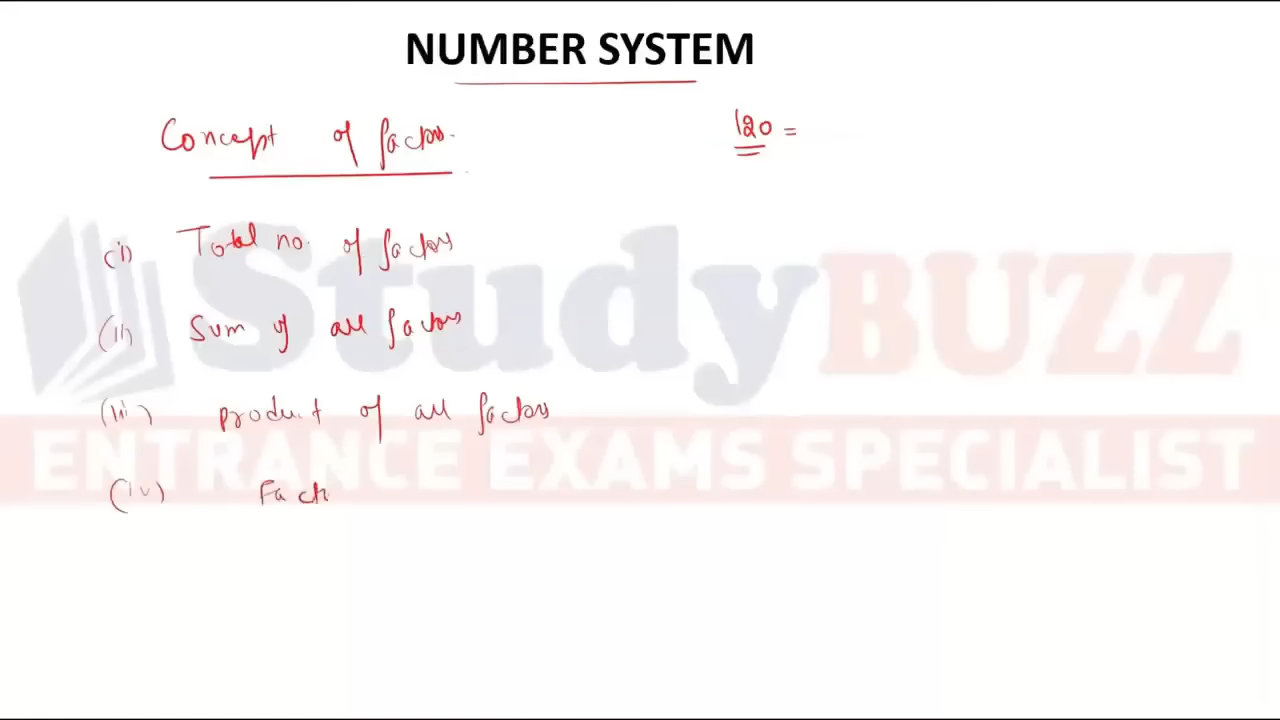 NUMBER SYSTEM
Concept of factors.
120 =
(i) Total no. of factors
(ii) Sum of all factors
(iii) product of all factors
(iv) Fact
StudyBUZZ
ENTRANCE EXAMS SPECIALIST